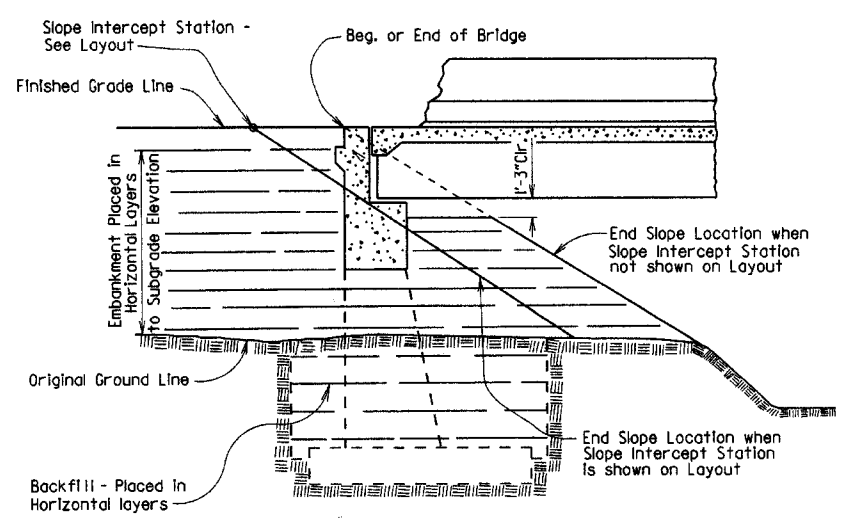 Slope Intercept Station -
See Layout
Beg. or End of Bridge
Finished Grade Line
Embankment Placed in
Horizontal Layers
to Subgrade Elevation
1'-3" Clr.
End Slope Location when
Slope Intercept Station
not shown on Layout
Original Ground Line
End Slope Location when
Slope Intercept Station
is shown on Layout
Backfill - Placed in
Horizontal layers